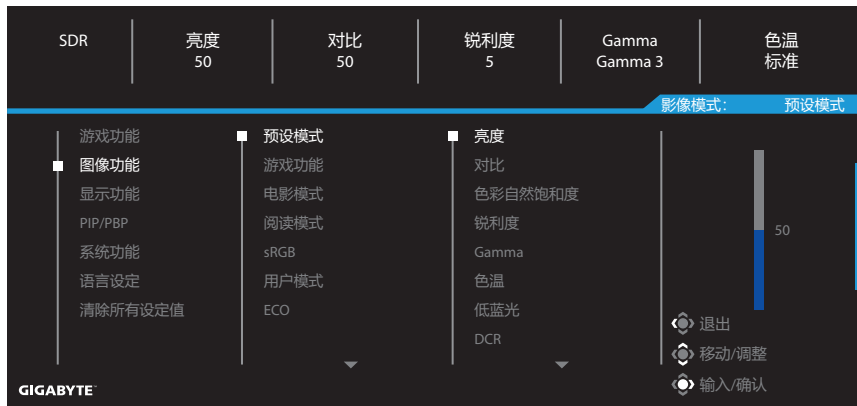 SDR
亮度
50
对比
50
锐利度
5
Gamma
Gamma 3
色温
标准
影像模式: 预设模式
游戏功能
图像功能
显示功能
PIP/PBP
系统功能
语言设定
清除所有设定值
预设模式
游戏功能
电影模式
阅读模式
sRGB
用户模式
ECO
亮度
对比
色彩自然饱和度
锐利度
Gamma
色温
低蓝光
DCR
50
退出
移动/调整
输入/确认
GIGABYTE™